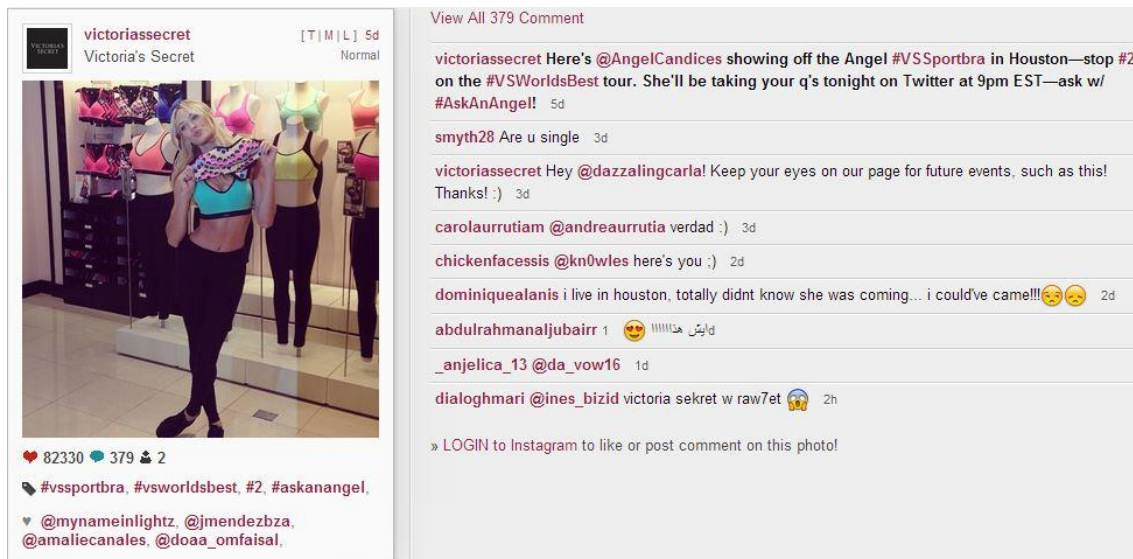 VICTORIA'S
SECRET
victoriassecret
[ T | M | L ] 5d
Victoria's Secret
Normal
82330 379 2
#vssportbra, #vsworldsbest, #2, #askanangel,
@mynameinlightz, @jmendezbza,
@amaliecanales, @doaa_omfaisal,
View All 379 Comment
victoriassecret Here's @AngelCandices showing off the Angel #VSSportbra in Houston—stop #2
on the #VSWorldsBest tour. She'll be taking your q's tonight on Twitter at 9pm EST—ask w/
#AskAnAngel! 5d
smyth28 Are u single 3d
victoriassecret Hey @dazzalingcarla! Keep your eyes on our page for future events, such as this!
Thanks! :) 3d
carolaurrutiam @andreaurrutia verdad :) 3d
chickenfacessis @kn0wles here's you ;) 2d
dominiquealanis i live in houston, totally didnt know she was coming... i could've came!!!😒😞 2d
abdulrahmanaljubairr 1 😍 ايش هذاااااا d
_anjelica_13 @da_vow16 1d
dialoghmari @ines_bizid victoria sekret w raw7et 😱 2h
» LOGIN to Instagram to like or post comment on this photo!